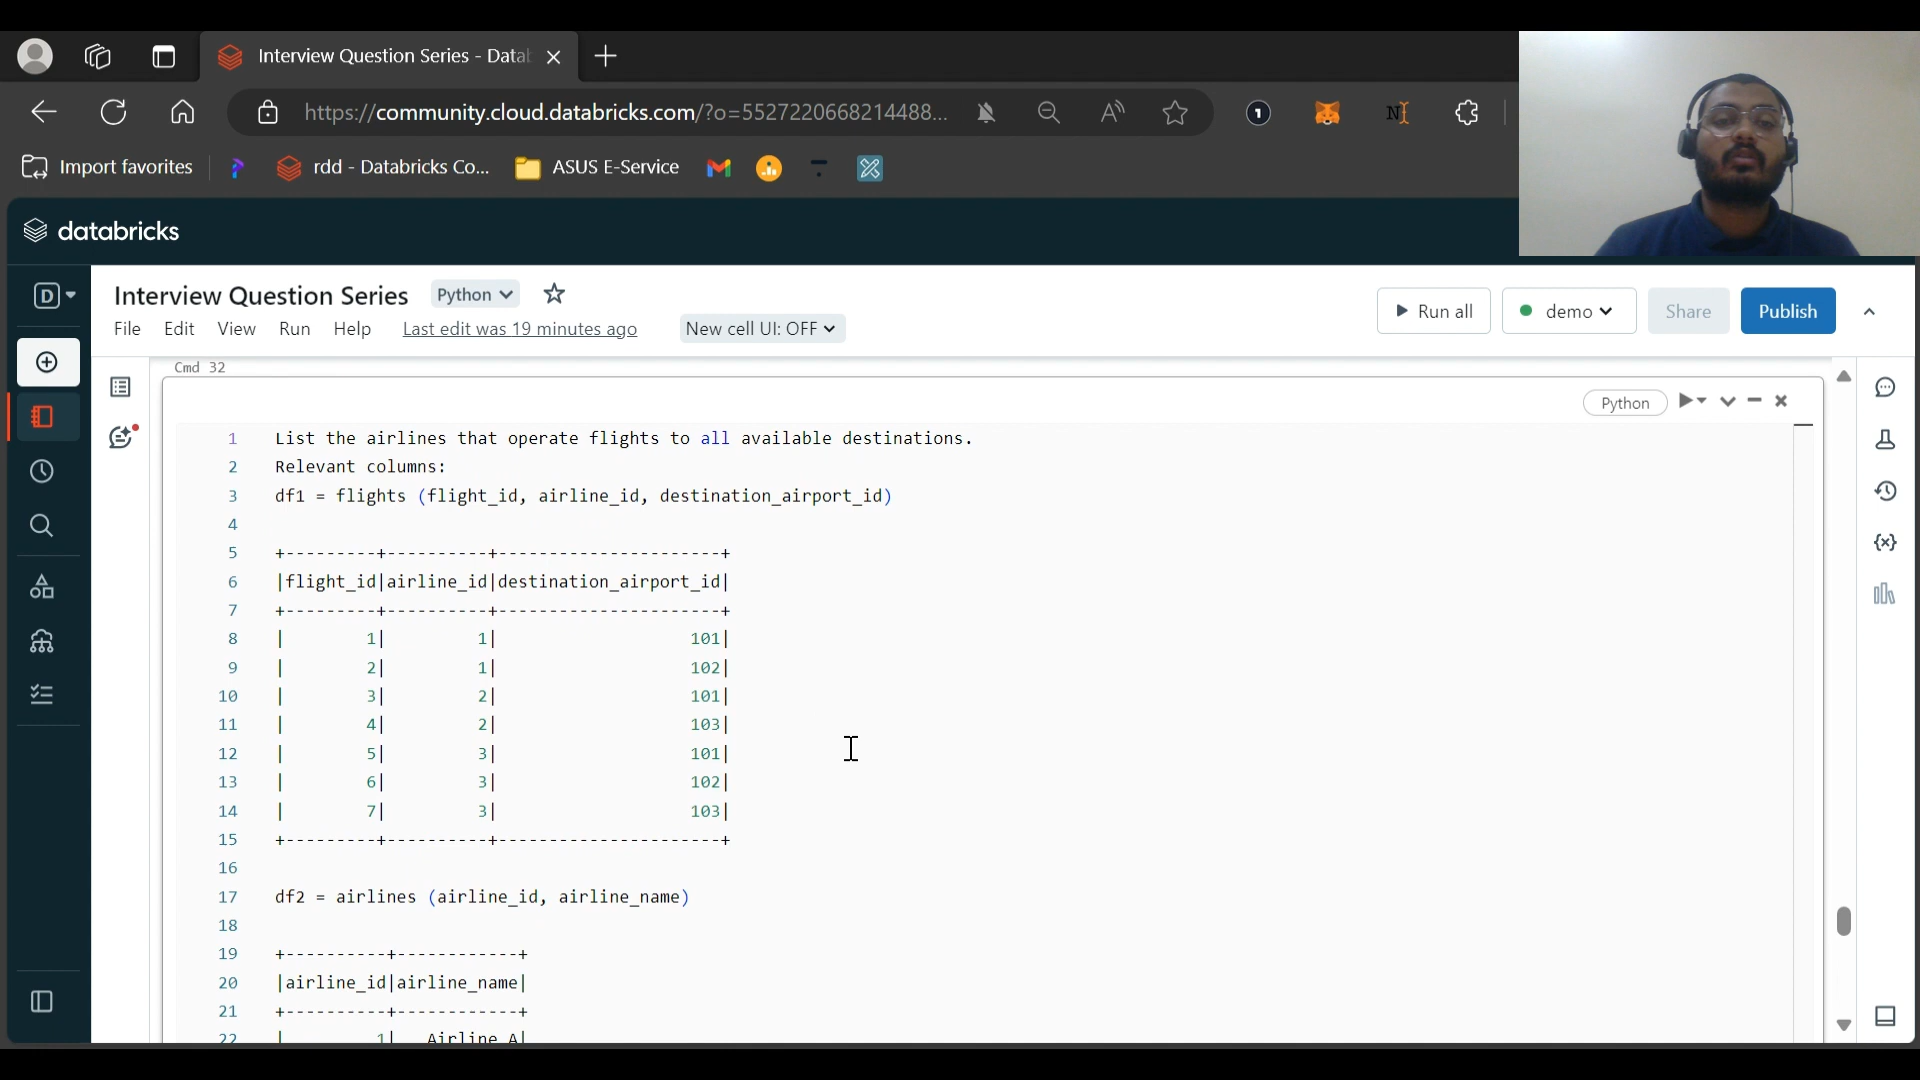 Interview Question Series - Data
https://community.cloud.databricks.com/?o=5527220668214488...
Import favorites
rdd - Databricks Co...
ASUS E-Service
databricks
D
Interview Question Series
Python
File
Edit
View
Run
Help
Last edit was 19 minutes ago
New cell UI: OFF
Run all
demo
Share
Publish
Cmd 32
Python
1 List the airlines that operate flights to all available destinations.
2 Relevant columns:
3 df1 = flights (flight_id, airline_id, destination_airport_id)
4
5 +---------+----------+----------------------+
6 |flight_id|airline_id|destination_airport_id|
7 +---------+----------+----------------------+
8 | 1| 1| 101|
9 | 2| 1| 102|
10 | 3| 2| 101|
11 | 4| 2| 103|
12 | 5| 3| 101|
13 | 6| 3| 102|
14 | 7| 3| 103|
15 +---------+----------+----------------------+
16
17 df2 = airlines (airline_id, airline_name)
18
19 +----------+------------+
20 |airline_id|airline_name|
21 +----------+------------+
22 | 1| Airline A|